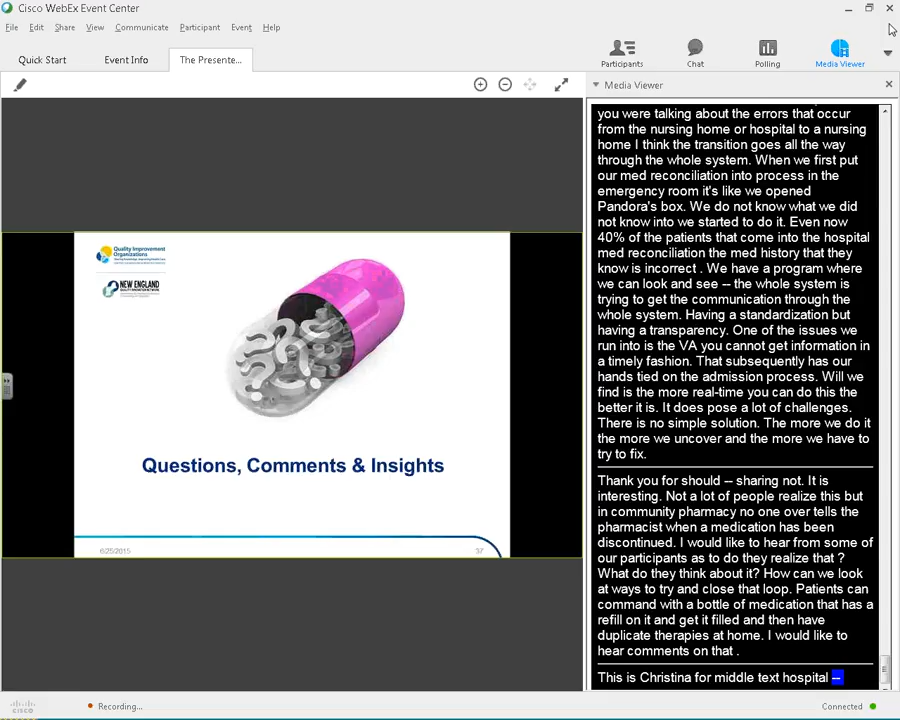 Cisco WebEx Event Center
File Edit Share View Communicate Participant Event Help
Quick Start Event Info The Presente...
Participants Chat Polling Media Viewer
Media Viewer
Quality Improvement
Organizations
NEW ENGLAND
Questions, Comments & Insights
6/25/2015 37
you were talking about the errors that occur
from the nursing home or hospital to a nursing
home I think the transition goes all the way
through the whole system. When we first put
our med reconciliation into process in the
emergency room it's like we opened
Pandora's box. We do not know what we did
not know into we started to do it. Even now
40% of the patients that come into the hospital
med reconciliation the med history that they
know is incorrect . We have a program where
we can look and see -- the whole system is
trying to get the communication through the
whole system. Having a standardization but
having a transparency. One of the issues we
run into is the VA you cannot get information in
a timely fashion. That subsequently has our
hands tied on the admission process. Will we
find is the more real-time you can do this the
better it is. It does pose a lot of challenges.
There is no simple solution. The more we do it
the more we uncover and the more we have to
try to fix.
Thank you for should -- sharing not. It is
interesting. Not a lot of people realize this but
in community pharmacy no one over tells the
pharmacist when a medication has been
discontinued. I would like to hear from some of
our participants as to do they realize that ?
What do they think about it? How can we look
at ways to try and close that loop. Patients can
command with a bottle of medication that has a
refill on it and get it filled and then have
duplicate therapies at home. I would like to
hear comments on that .
This is Christina for middle text hospital --
cisco Recording... Connected